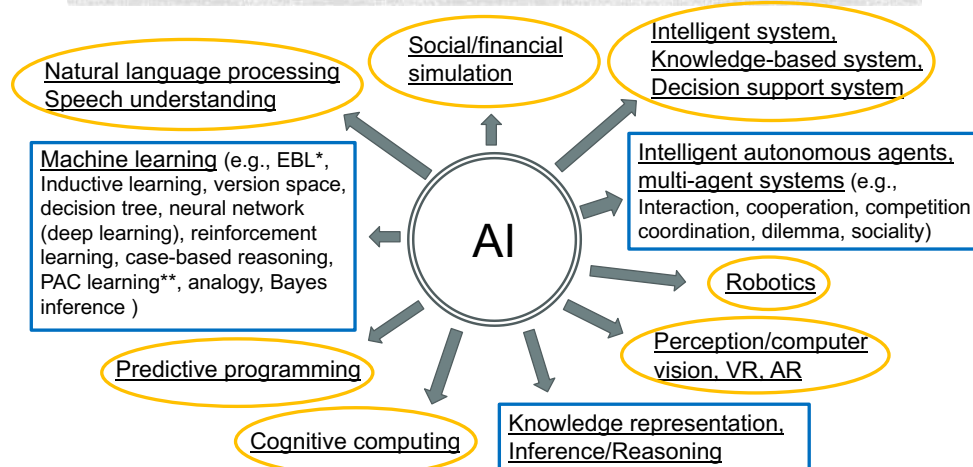 Social/financial
simulation
Intelligent system,
Knowledge-based system,
Decision support system
Natural language processing
Speech understanding
Machine learning (e.g., EBL*,
Inductive learning, version space,
decision tree, neural network
(deep learning), reinforcement
learning, case-based reasoning,
PAC learning**, analogy, Bayes
inference )
Intelligent autonomous agents,
multi-agent systems (e.g.,
Interaction, cooperation, competition
coordination, dilemma, sociality)
AI
Robotics
Perception/computer
vision, VR, AR
Predictive programming
Cognitive computing
Knowledge representation,
Inference/Reasoning